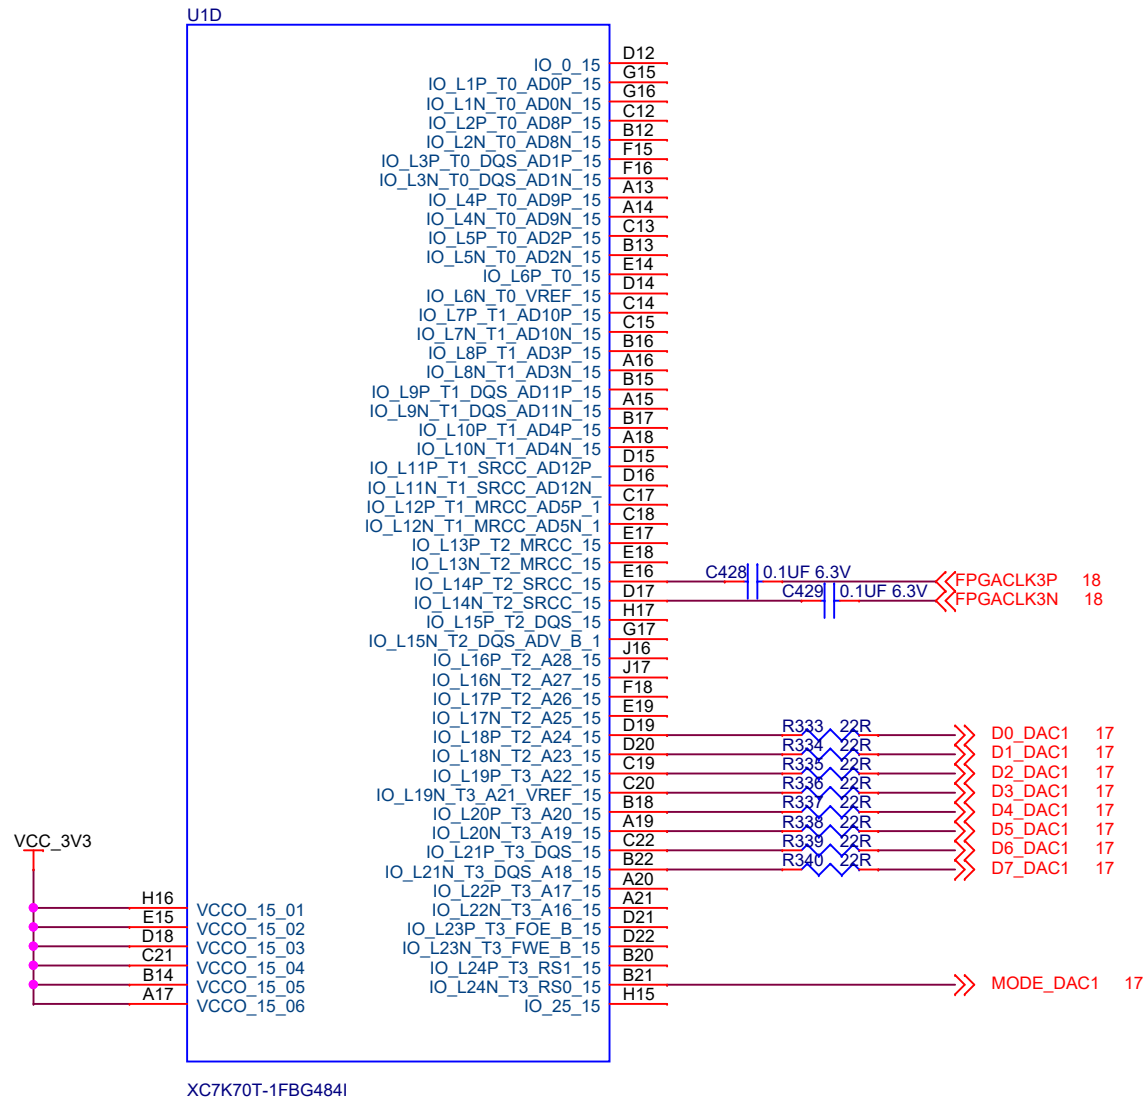 U1D
IO_0_15 D12
IO_L1P_T0_AD0P_15 G15
IO_L1N_T0_AD0N_15 G16
IO_L2P_T0_AD8P_15 C12
IO_L2N_T0_AD8N_15 B12
IO_L3P_T0_DQS_AD1P_15 F15
IO_L3N_T0_DQS_AD1N_15 F16
IO_L4P_T0_AD9P_15 A13
IO_L4N_T0_AD9N_15 A14
IO_L5P_T0_AD2P_15 C13
IO_L5N_T0_AD2N_15 B13
IO_L6P_T0_15 E14
IO_L6N_T0_VREF_15 D14
IO_L7P_T1_AD10P_15 C14
IO_L7N_T1_AD10N_15 C15
IO_L8P_T1_AD3P_15 B16
IO_L8N_T1_AD3N_15 A16
IO_L9P_T1_DQS_AD11P_15 B15
IO_L9N_T1_DQS_AD11N_15 A15
IO_L10P_T1_AD4P_15 B17
IO_L10N_T1_AD4N_15 A18
IO_L11P_T1_SRCC_AD12P_ D15
IO_L11N_T1_SRCC_AD12N_ D16
IO_L12P_T1_MRCC_AD5P_1 C17
IO_L12N_T1_MRCC_AD5N_1 C18
IO_L13P_T2_MRCC_15 E17
IO_L13N_T2_MRCC_15 E18
IO_L14P_T2_SRCC_15 E16 C428 0.1UF 6.3V FPGACLK3P 18
IO_L14N_T2_SRCC_15 D17 C429 0.1UF 6.3V FPGACLK3N 18
IO_L15P_T2_DQS_15 H17
IO_L15N_T2_DQS_ADV_B_1 G17
IO_L16P_T2_A28_15 J16
IO_L16N_T2_A27_15 J17
IO_L17P_T2_A26_15 F18
IO_L17N_T2_A25_15 E19
IO_L18P_T2_A24_15 D19 R333 22R D0_DAC1 17
IO_L18N_T2_A23_15 D20 R334 22R D1_DAC1 17
IO_L19P_T3_A22_15 C19 R335 22R D2_DAC1 17
IO_L19N_T3_A21_VREF_15 C20 R336 22R D3_DAC1 17
IO_L20P_T3_A20_15 B18 R337 22R D4_DAC1 17
IO_L20N_T3_A19_15 A19 R338 22R D5_DAC1 17
IO_L21P_T3_DQS_15 C22 R339 22R D6_DAC1 17
IO_L21N_T3_DQS_A18_15 B22 R340 22R D7_DAC1 17
IO_L22P_T3_A17_15 A20
IO_L22N_T3_A16_15 A21
IO_L23P_T3_FOE_B_15 D21
IO_L23N_T3_FWE_B_15 D22
IO_L24P_T3_RS1_15 B20
IO_L24N_T3_RS0_15 B21 MODE_DAC1 17
IO_25_15 H15
VCC_3V3
H16 VCCO_15_01
E15 VCCO_15_02
D18 VCCO_15_03
C21 VCCO_15_04
B14 VCCO_15_05
A17 VCCO_15_06
XC7K70T-1FBG484I